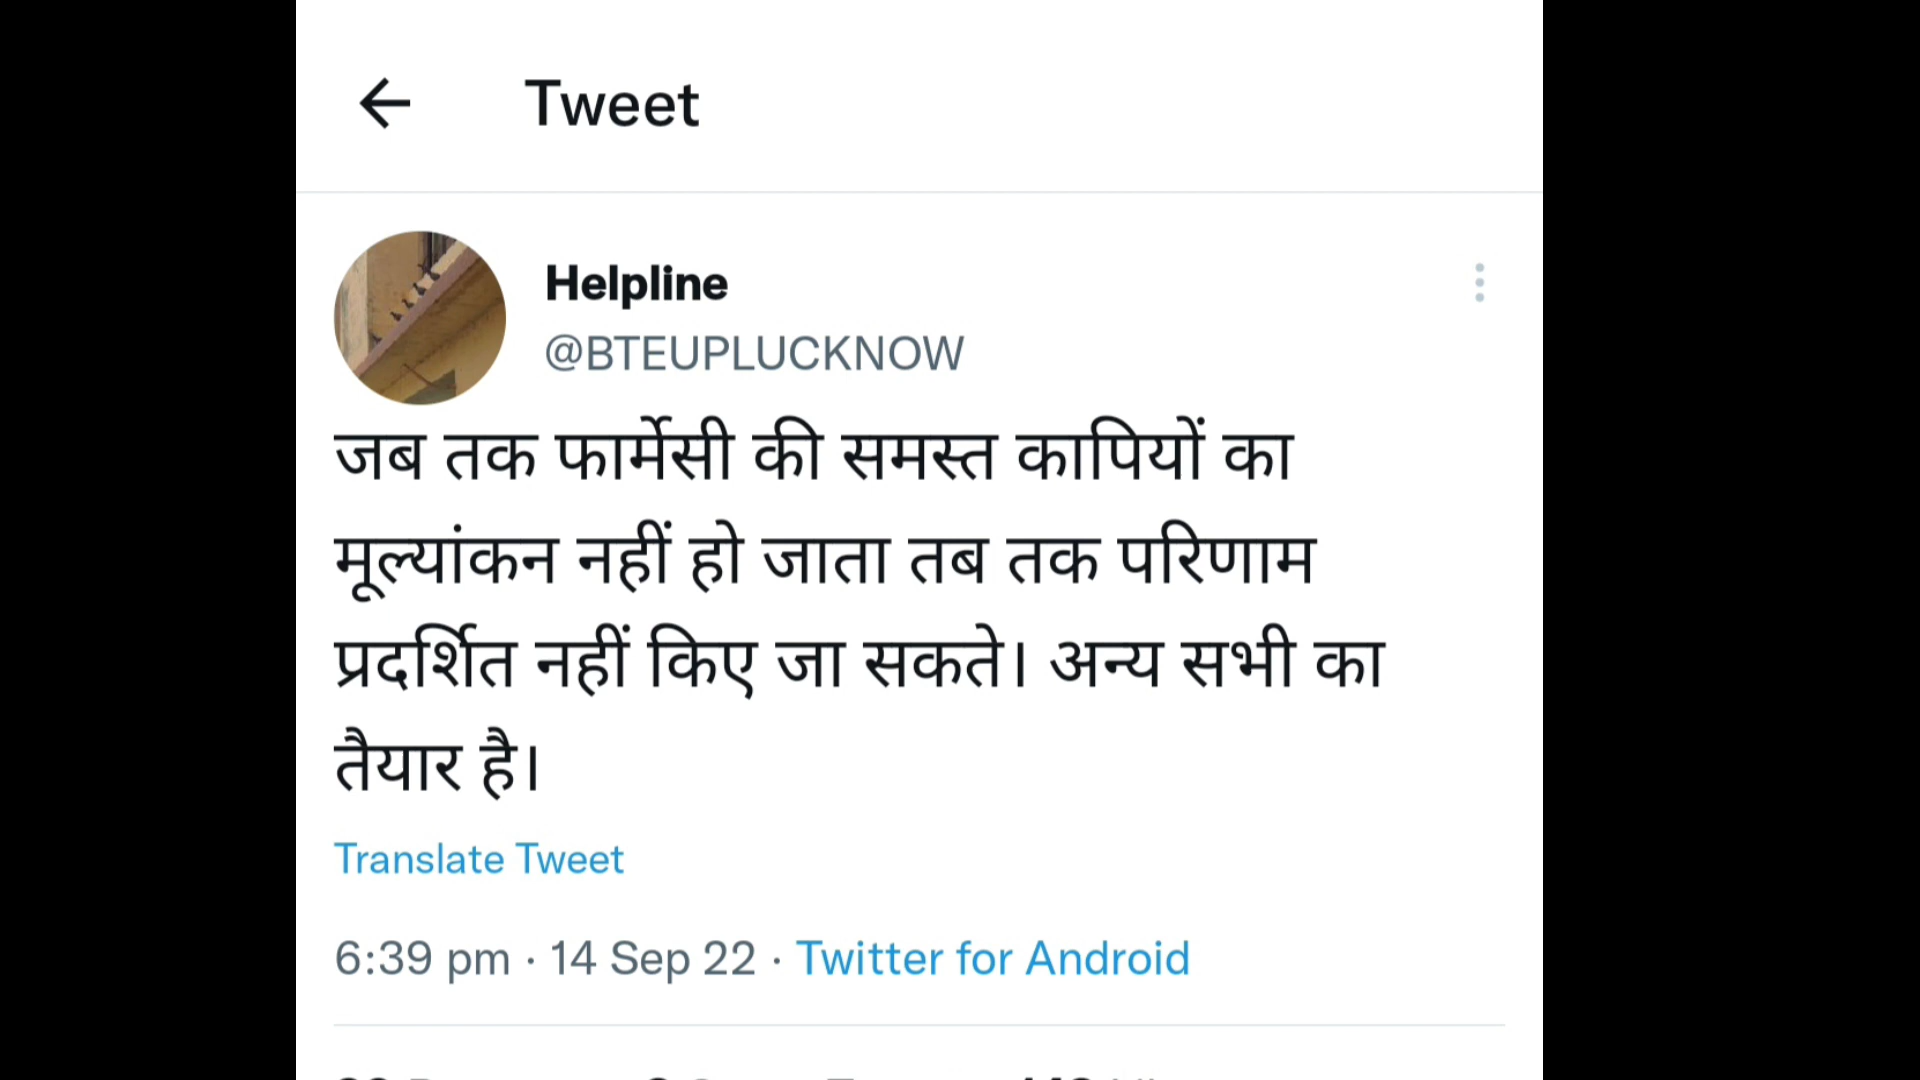 Tweet
Helpline
@BTEUPLUCKNOW
जब तक फार्मेसी की समस्त कापियों का
मूल्यांकन नहीं हो जाता तब तक परिणाम
प्रदर्शित नहीं किए जा सकते। अन्य सभी का
तैयार है।
Translate Tweet
6:39 pm · 14 Sep 22 · Twitter for Android